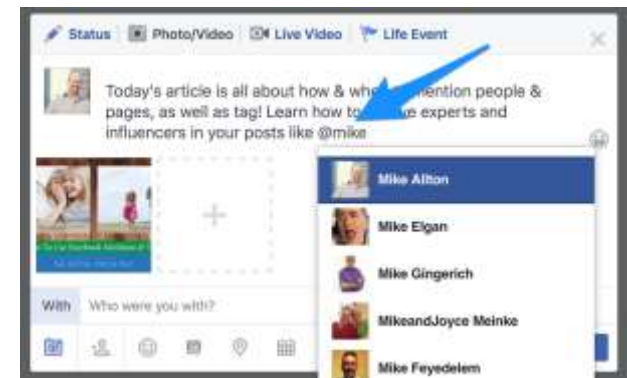 Status Photo/Video Live Video Life Event
Today's article is all about how & mention people &
pages, as well as tag! Learn how to experts and
influencers in your posts like @mike
Mike Allton
Mike Elgan
Mike Gingerich
MikeandJoyce Meinke
Mike Feyedelem
With Who were you with?